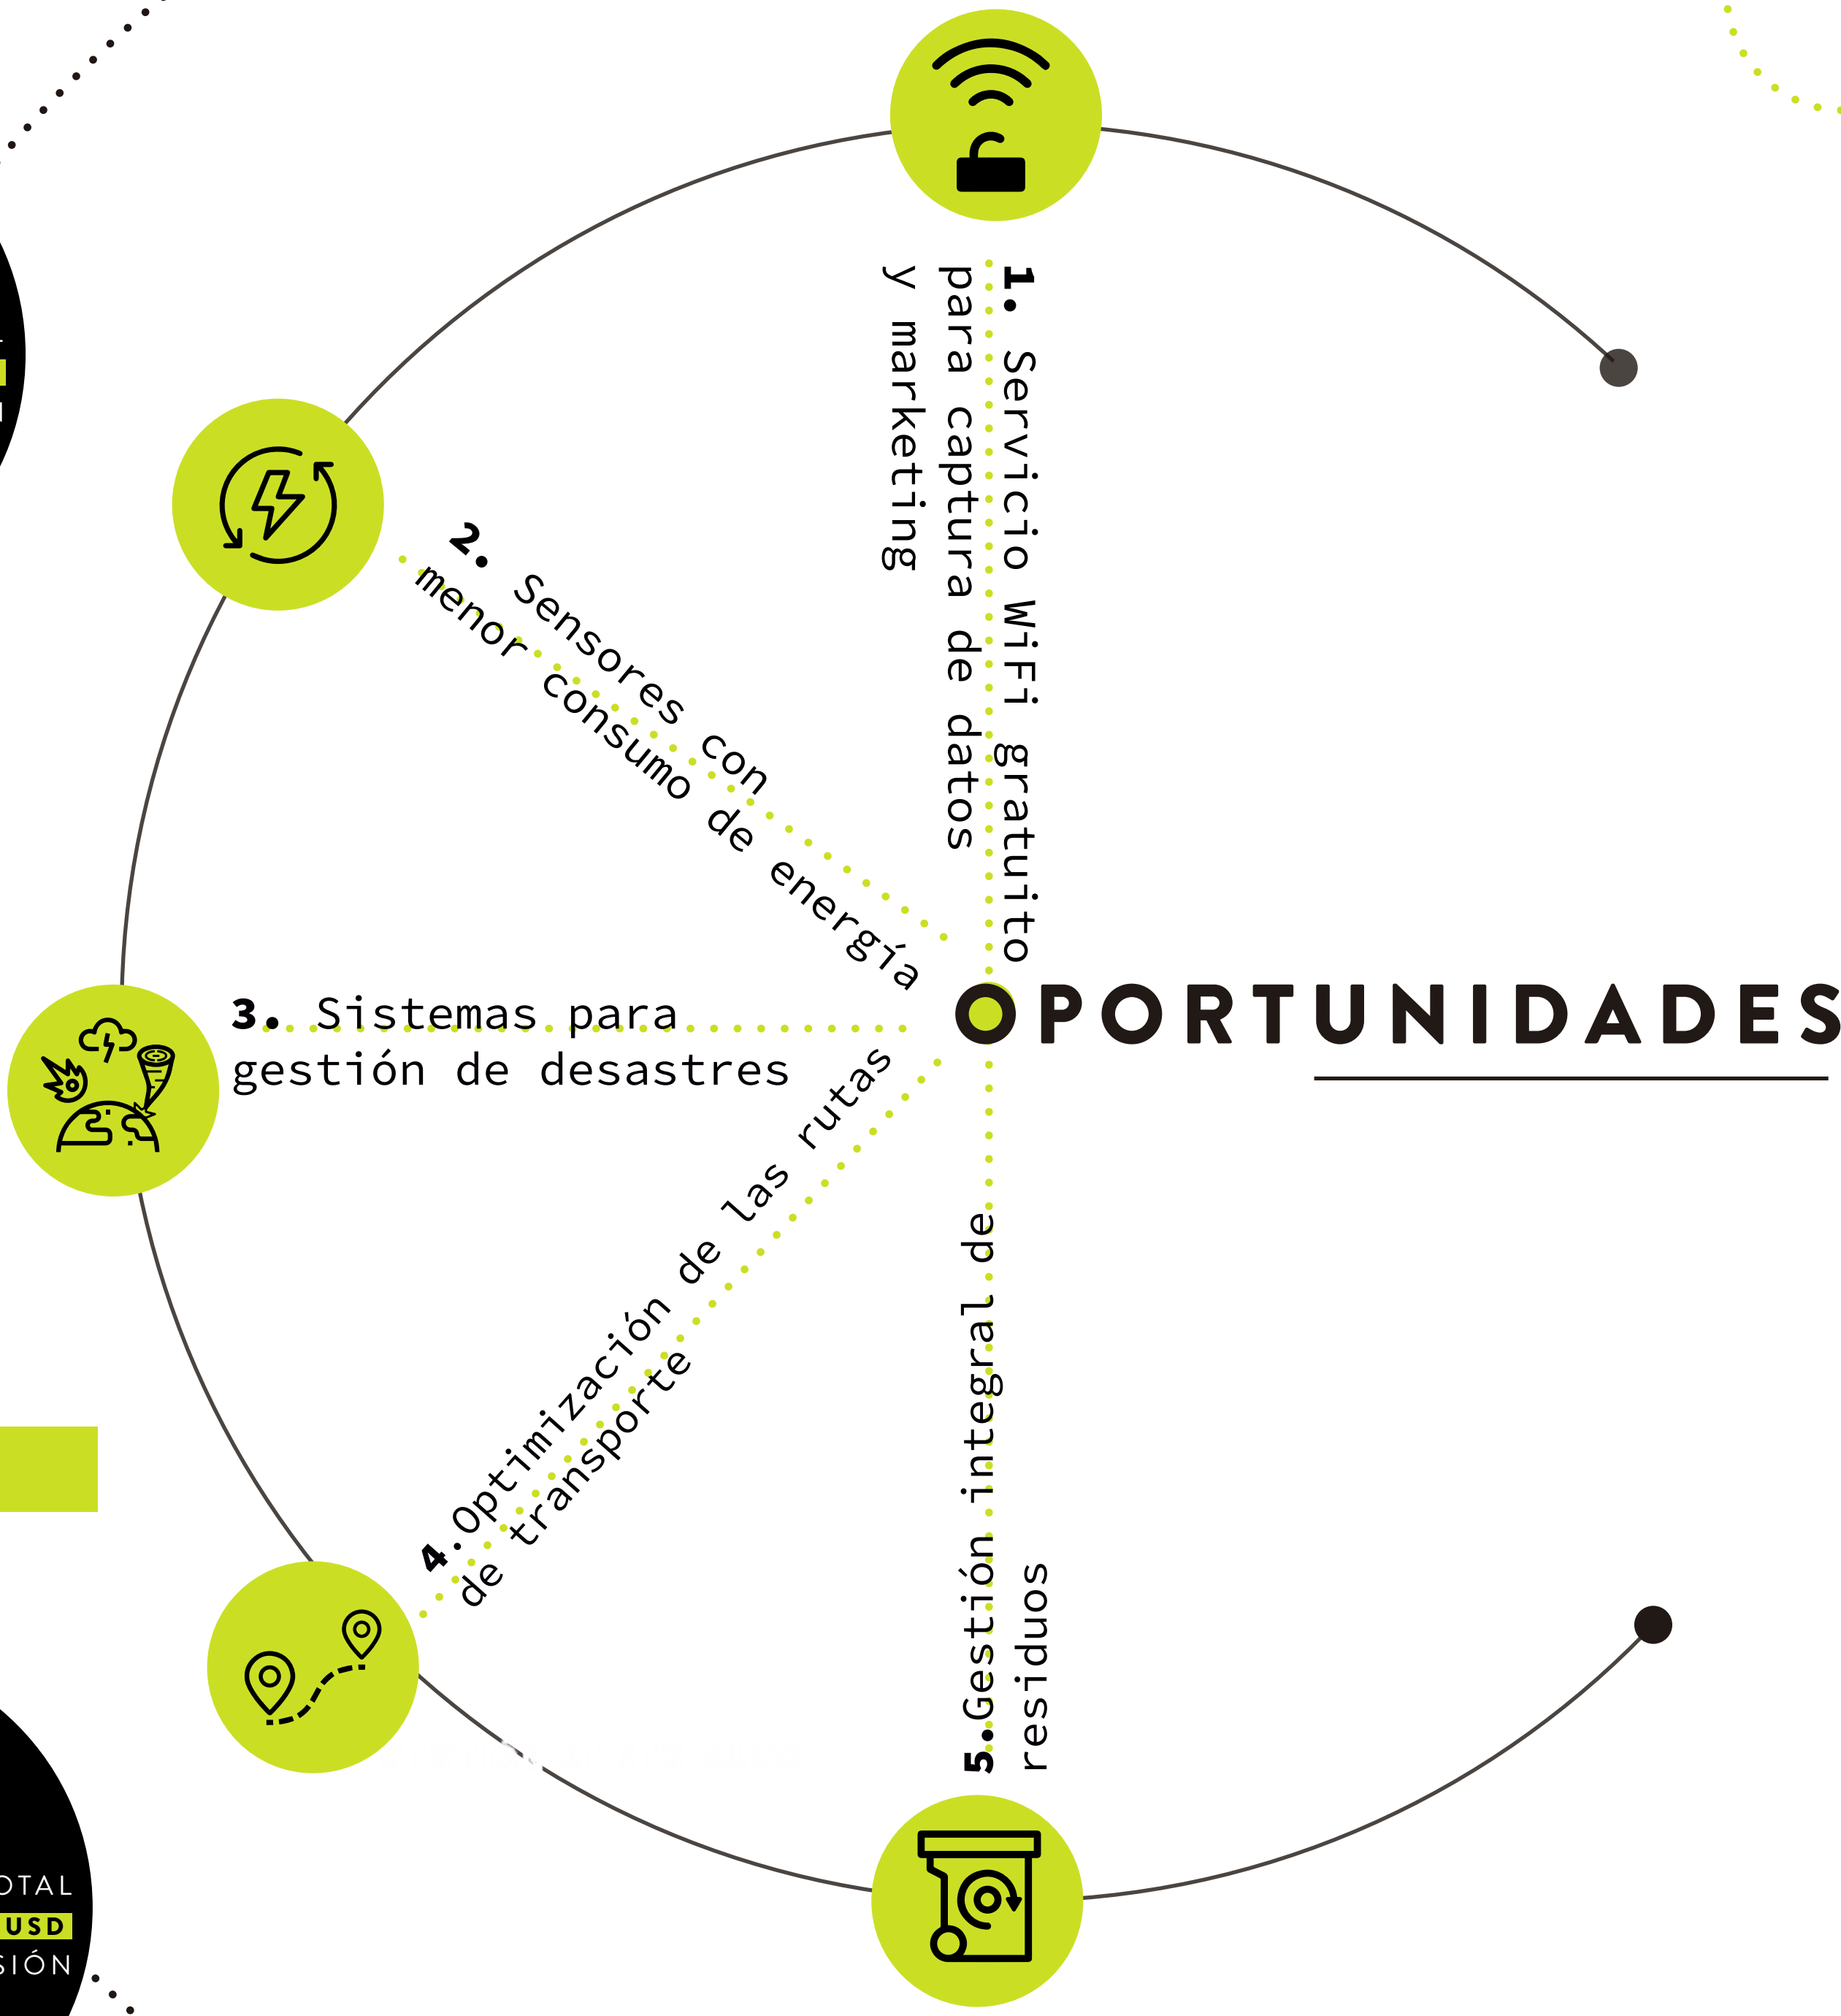 1. Servicio WiFi gratuito
para captura de datos
y marketing
2. Sensores con
menor consumo de energía
3. Sistemas para
gestión de desastres
OPORTUNIDADES
4.Optimización de las rutas
de transporte
5.Gestión integral de
residuos
OTAL
USD
SIÓN